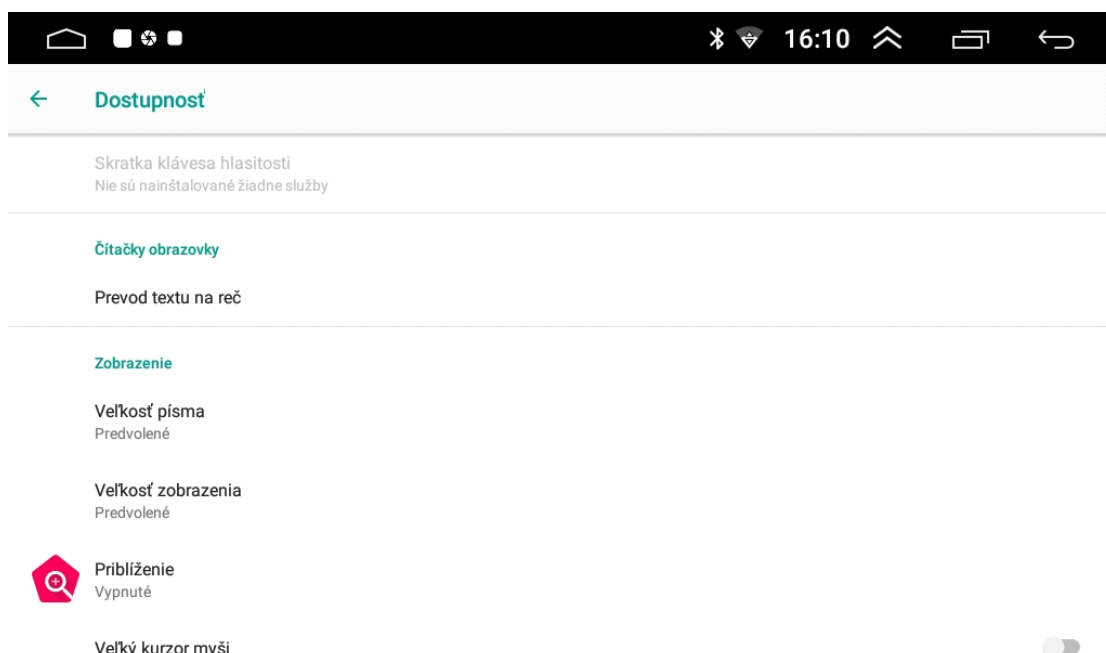 16:10
Dostupnosť
Skratka klávesa hlasitosti
Nie sú nainštalované žiadne služby
Čítačky obrazovky
Prevod textu na reč
Zobrazenie
Veľkosť písma
Predvolené
Veľkosť zobrazenia
Predvolené
Priblíženie
Vypnuté
Veľký kurzor myši